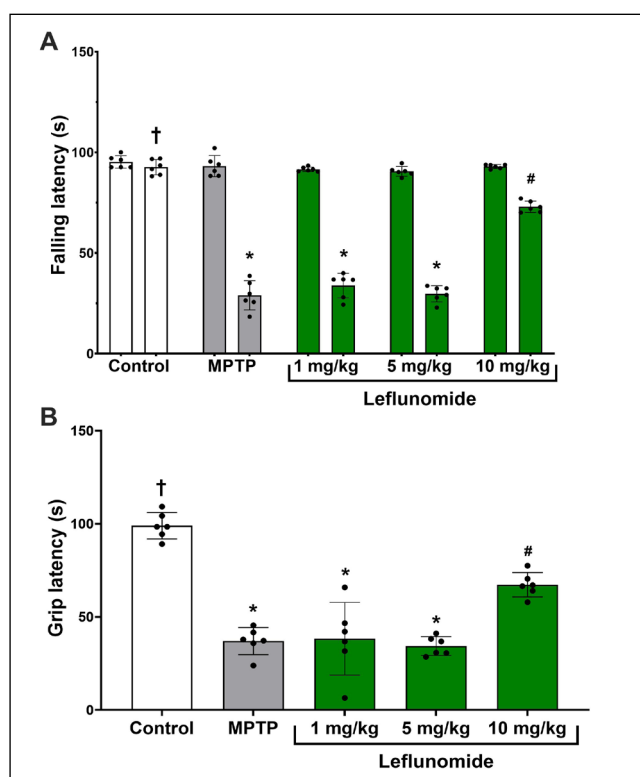 A
Falling latency (s)
150
100
50
0
†
*
*
*
#
Control MPTP 1 mg/kg 5 mg/kg 10 mg/kg
Leflunomide
B
Grip latency (s)
150
100
50
0
†
*
*
*
#
Control MPTP 1 mg/kg 5 mg/kg 10 mg/kg
Leflunomide